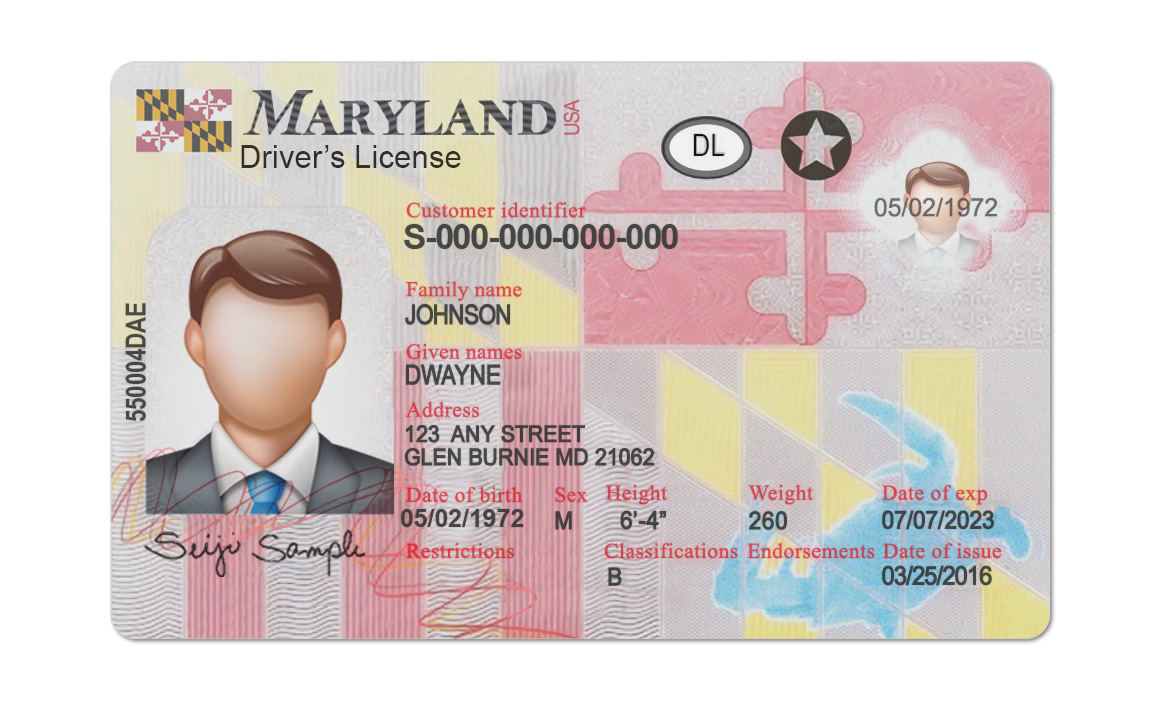 MARYLAND USA
Driver's License
DL
05/02/1972
Customer identifier
S-000-000-000-000
Family name
JOHNSON
Given names
DWAYNE
Address
123 ANY STREET
GLEN BURNIE MD 21062
550004DAE
Date of birth Sex Height Weight Date of exp
05/02/1972 M 6'-4” 260 07/07/2023
Seiji Sample
Restrictions Classifications Endorsements Date of issue
B 03/25/2016